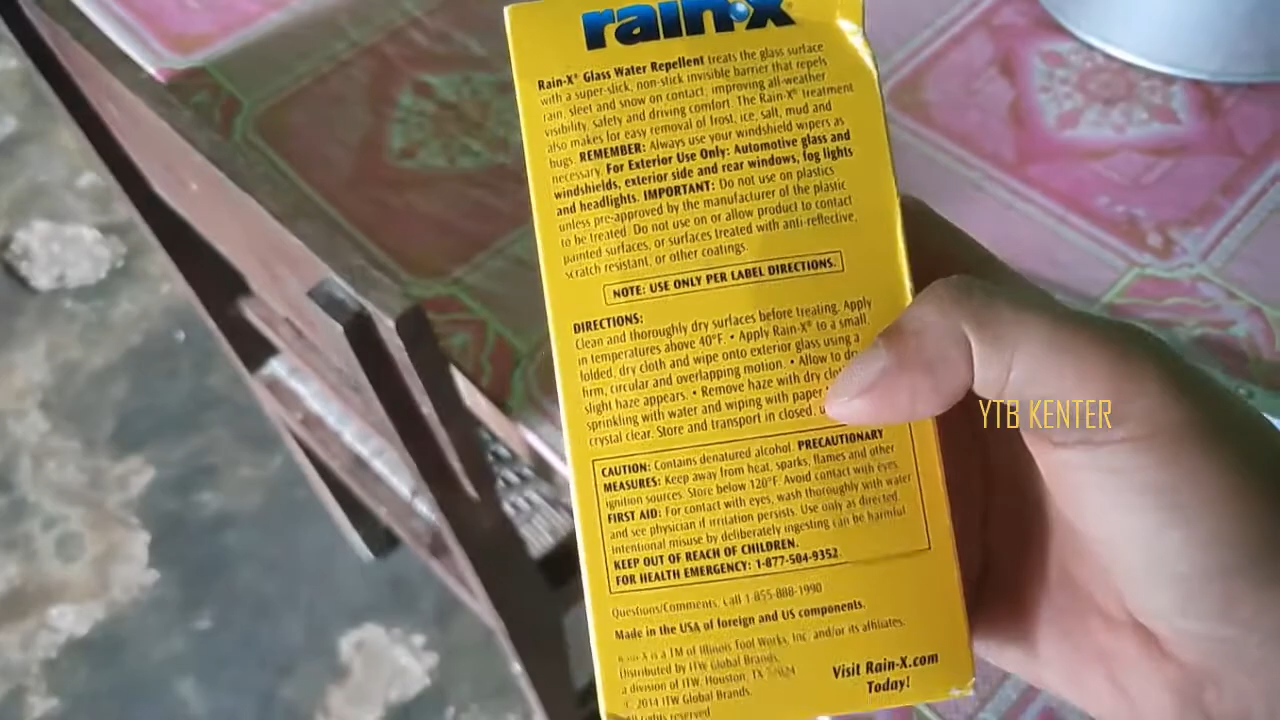 rain-x
Rain-X® Glass Water Repellent treats the glass surface
with a super-slick, non-stick invisible barrier that repels
rain, sleet and snow on contact, improving all-weather
visibility, safety and driving comfort. The Rain-X® treatment
also makes for easy removal of frost, ice, salt, mud and
bugs. REMEMBER: Always use your windshield wipers as
necessary. For Exterior Use Only: Automotive glass and
windshields, exterior side and rear windows, fog lights
and headlights. IMPORTANT: Do not use on plastics
unless pre-approved by the manufacturer of the plastic
to be treated. Do not use on or allow product to contact
painted surfaces, or surfaces treated with anti-reflective,
scratch resistant, or other coatings.
NOTE: USE ONLY PER LABEL DIRECTIONS.
DIRECTIONS:
Clean and thoroughly dry surfaces before treating. Apply
in temperatures above 40°F. • Apply Rain-X® to a small,
folded, dry cloth and wipe onto exterior glass using a
firm, circular and overlapping motion. • Allow to
slight haze appears. • Remove haze with dry
sprinkling with water and wiping with paper
crystal clear. Store and transport in closed,
CAUTION: Contains denatured alcohol. PRECAUTIONARY
MEASURES: Keep away from heat, sparks, flames and other
ignition sources. Store below 120°F. Avoid contact with eyes.
FIRST AID: For contact with eyes, wash thoroughly with water
and see physician if irritation persists. Use only as directed.
Intentional misuse by deliberately ingesting can be harmful
KEEP OUT OF REACH OF CHILDREN.
FOR HEALTH EMERGENCY: 1-877-504-9352.
Questions/Comments, call 1-855-888-1990
Made in the USA of foreign and US components.
Rain-X is a TM of Illinois Tool Works, Inc. and/or its affiliates.
Distributed by ITW Global Brands,
a division of ITW. Houston, TX
© 2014 ITW Global Brands.
All rights reserved
Visit Rain-X.com
Today!
YTB KENTER